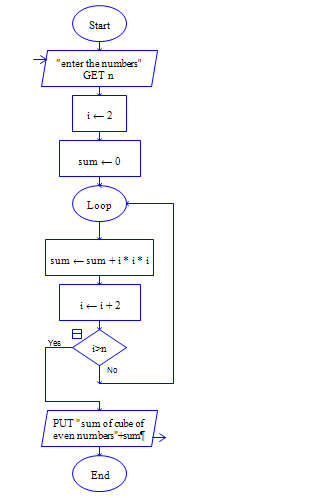 Start
"enter the numbers"
GET n
i ← 2
sum ← 0
Loop
sum ← sum + i * i * i
i ← i + 2
Yes
i>n
No
PUT "sum of cube of
even numbers"+sum¶
End